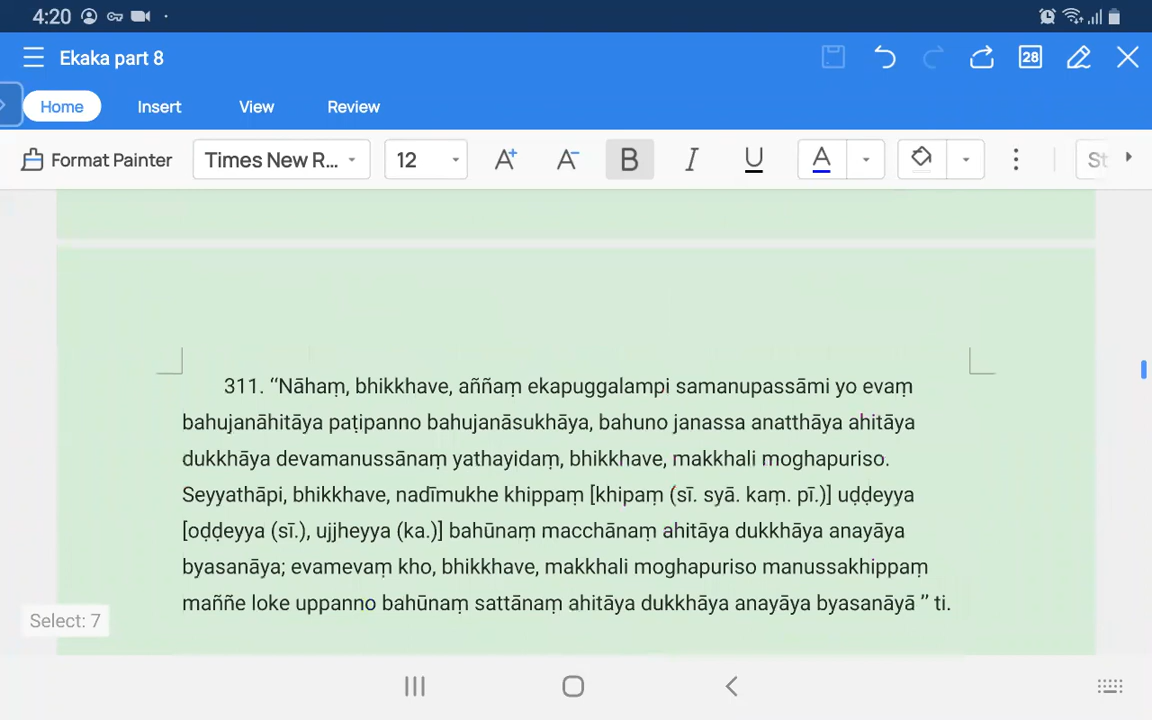 4:20
Ekaka part 8
28
Home Insert View Review
Format Painter Times New R... 12 A+ A- B I U A St
311. “Nāhaṃ, bhikkhave, aññaṃ ekapuggalampi samanupassāmi yo evaṃ
bahujanāhitāya paṭipanno bahujanāsukhāya, bahuno janassa anatthāya ahitāya
dukkhāya devamanussānaṃ yathayidaṃ, bhikkhave, makkhali moghapuriso.
Seyyathāpi, bhikkhave, nadīmukhe khippaṃ [khipaṃ (sī. syā. kaṃ. pī.)] uḍḍeyya
[oḍḍeyya (sī.), ujjheyya (ka.)] bahūnaṃ macchānaṃ ahitāya dukkhāya anayāya
byasanāya; evamevaṃ kho, bhikkhave, makkhali moghapuriso manussakhippaṃ
maññe loke uppanno bahūnaṃ sattānaṃ ahitāya dukkhāya anayāya byasanāyā ” ti.
Select: 7